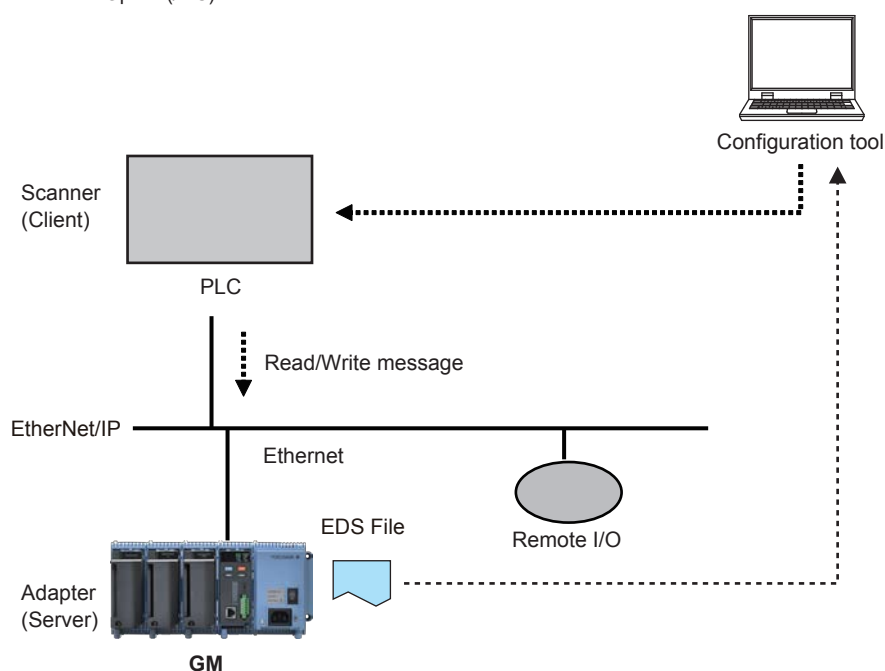 Configuration tool
Scanner
(Client)
PLC
Read/Write message
EtherNet/IP
Ethernet
EDS File
Remote I/O
Adapter
(Server)
GM